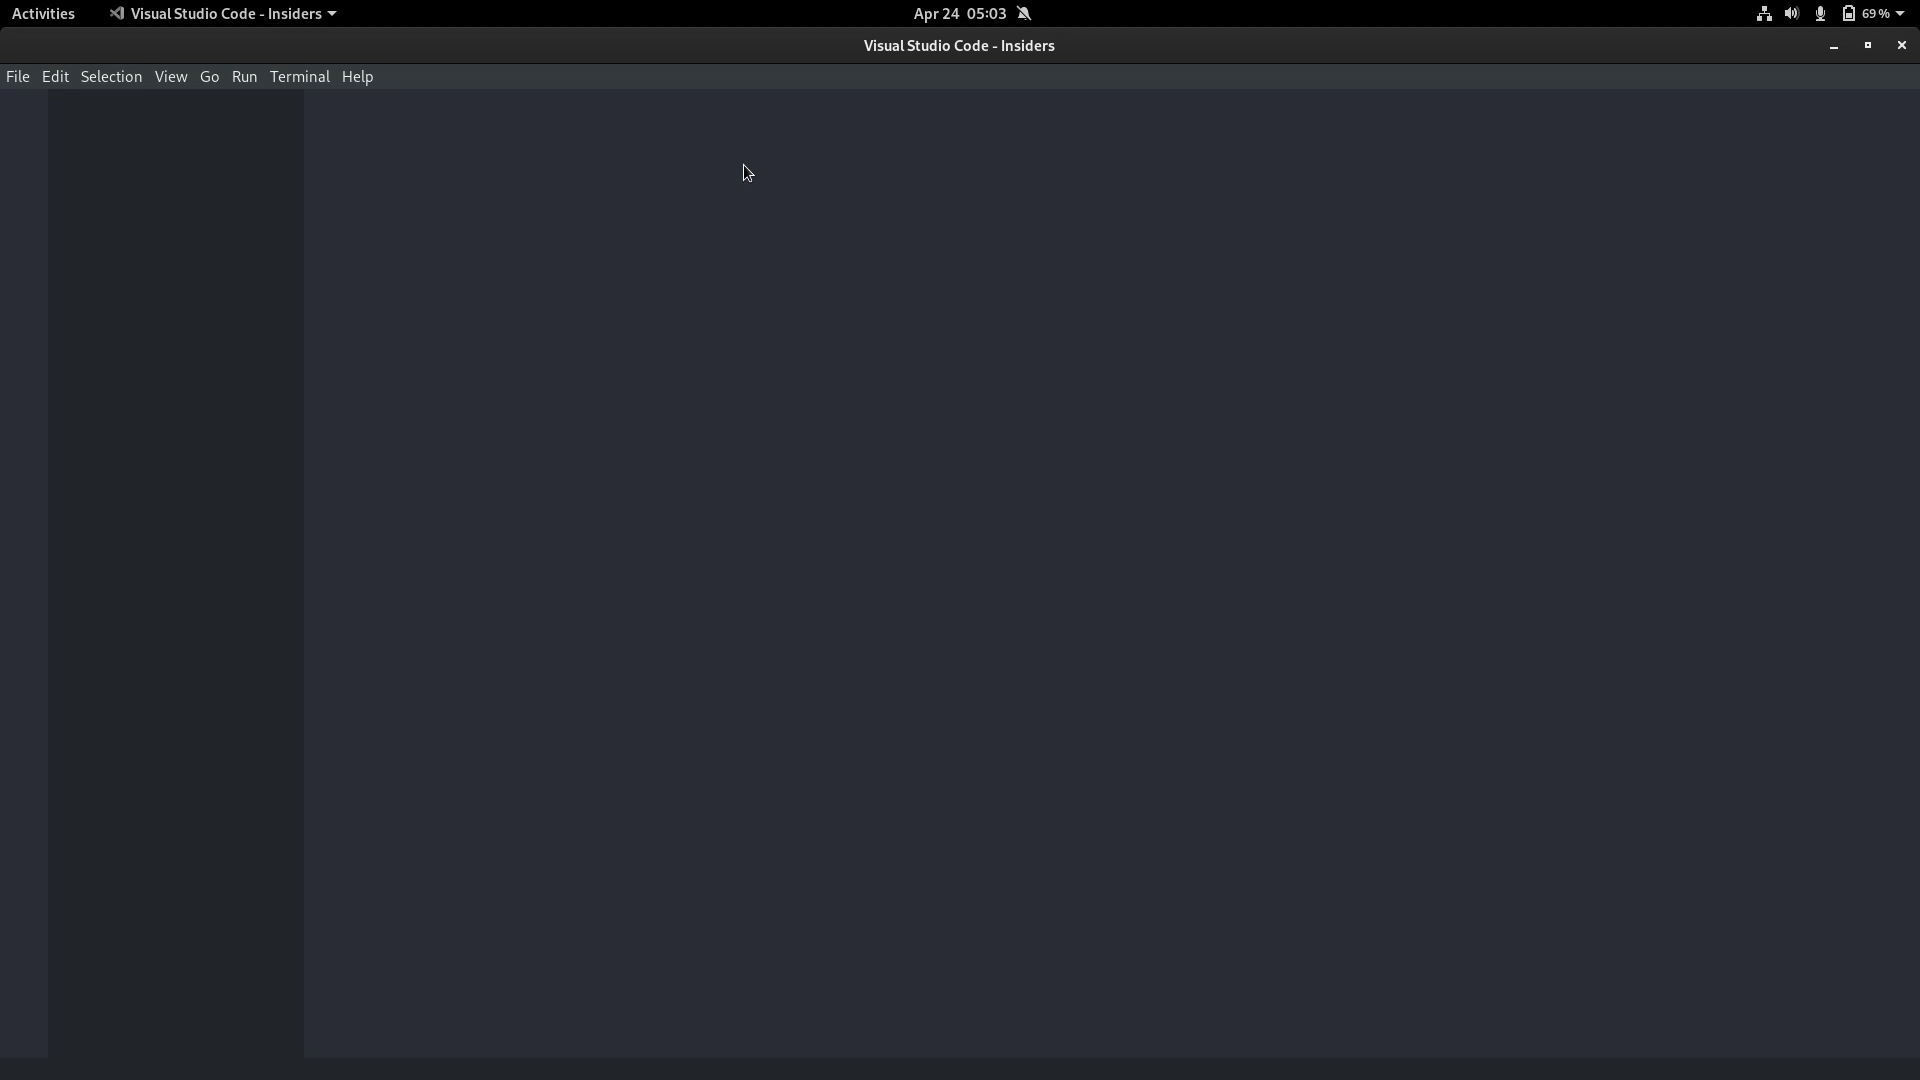 Activities Visual Studio Code - Insiders Apr 24 05:03 69 %
Visual Studio Code - Insiders
File Edit Selection View Go Run Terminal Help